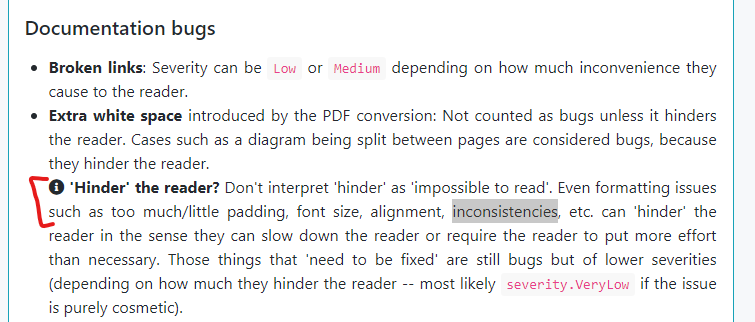 Documentation bugs
Broken links: Severity can be Low or Medium depending on how much inconvenience they
cause to the reader.
Extra white space introduced by the PDF conversion: Not counted as bugs unless it hinders
the reader. Cases such as a diagram being split between pages are considered bugs, because
they hinder the reader.
'Hinder' the reader? Don't interpret 'hinder' as 'impossible to read'. Even formatting issues
such as too much/little padding, font size, alignment, inconsistencies, etc. can 'hinder' the
reader in the sense they can slow down the reader or require the reader to put more effort
than necessary. Those things that 'need to be fixed' are still bugs but of lower severities
(depending on how much they hinder the reader -- most likely severity.VeryLow if the issue
is purely cosmetic).